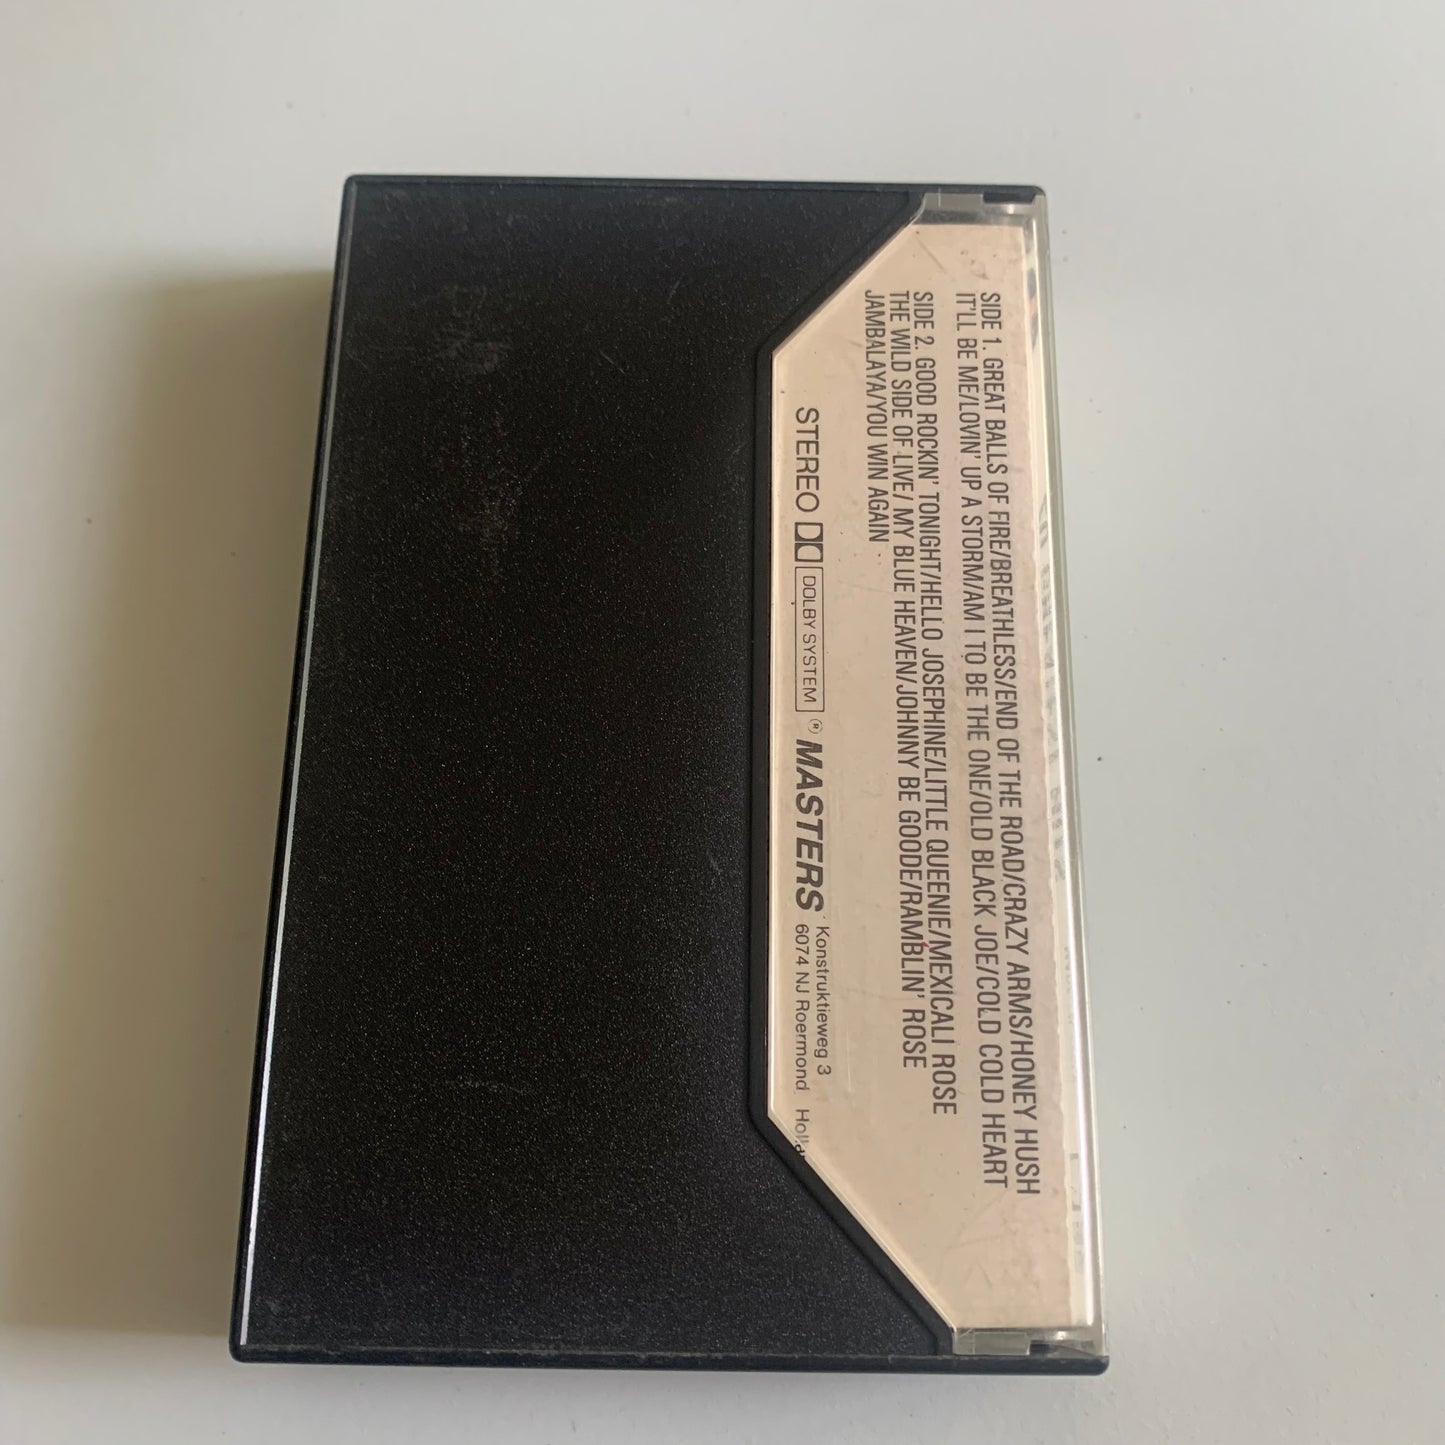 SIDE 1. GREAT BALLS OF FIRE/BREATHLESS/END OF THE ROAD/CRAZY ARMS/HONEY HUSH
IT'LL BE ME/LOVIN' UP A STORM/AM I TO BE THE ONE/OLD BLACK JOE/COLD COLD HEART
SIDE 2. GOOD ROCKIN' TONIGHT/HELLO JOSEPHINE/LITTLE QUEENIE/MEXICALI ROSE
THE WILD SIDE OF LIVE/ MY BLUE HEAVEN/JOHNNY BE GOODE/RAMBLIN' ROSE
JAMBALAYA/YOU WIN AGAIN
STEREO DOLBY SYSTEM ® MASTERS
Konstruktieweg 3
6074 NJ Roermond